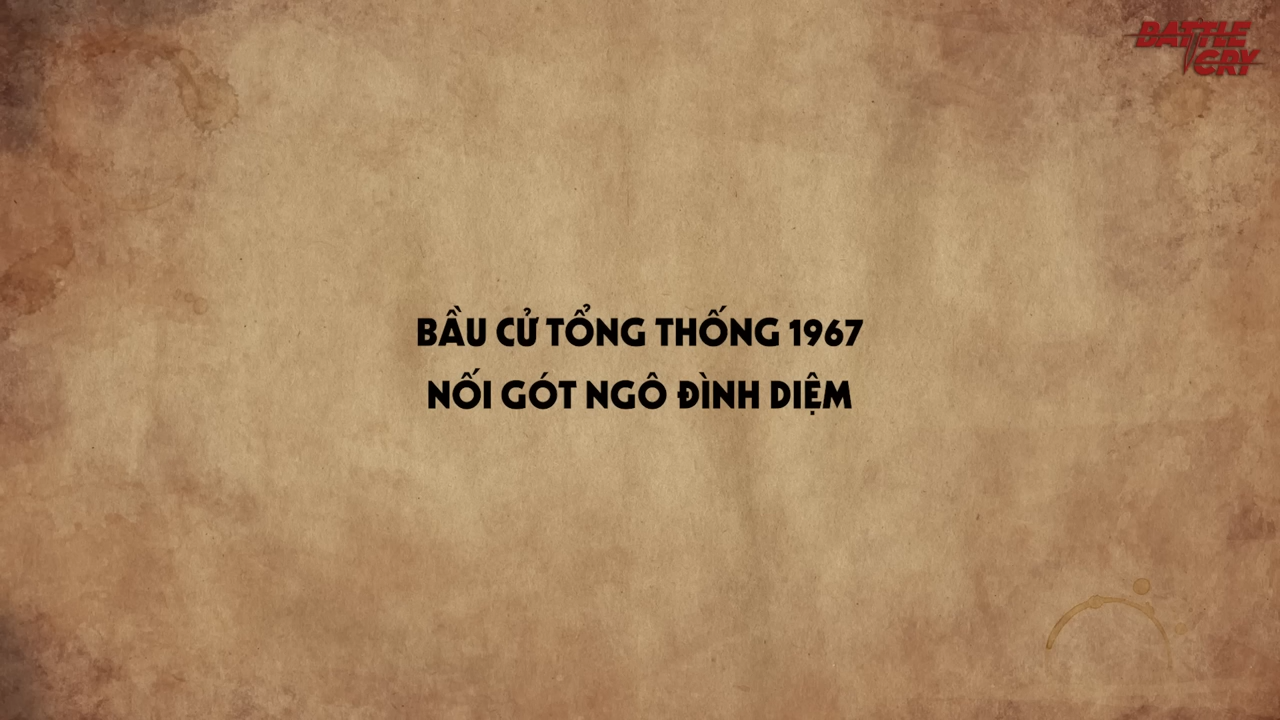 BATTLE
CRY
BẦU CỬ TỔNG THỐNG 1967
NỐI GÓT NGÔ ĐÌNH DIỆM